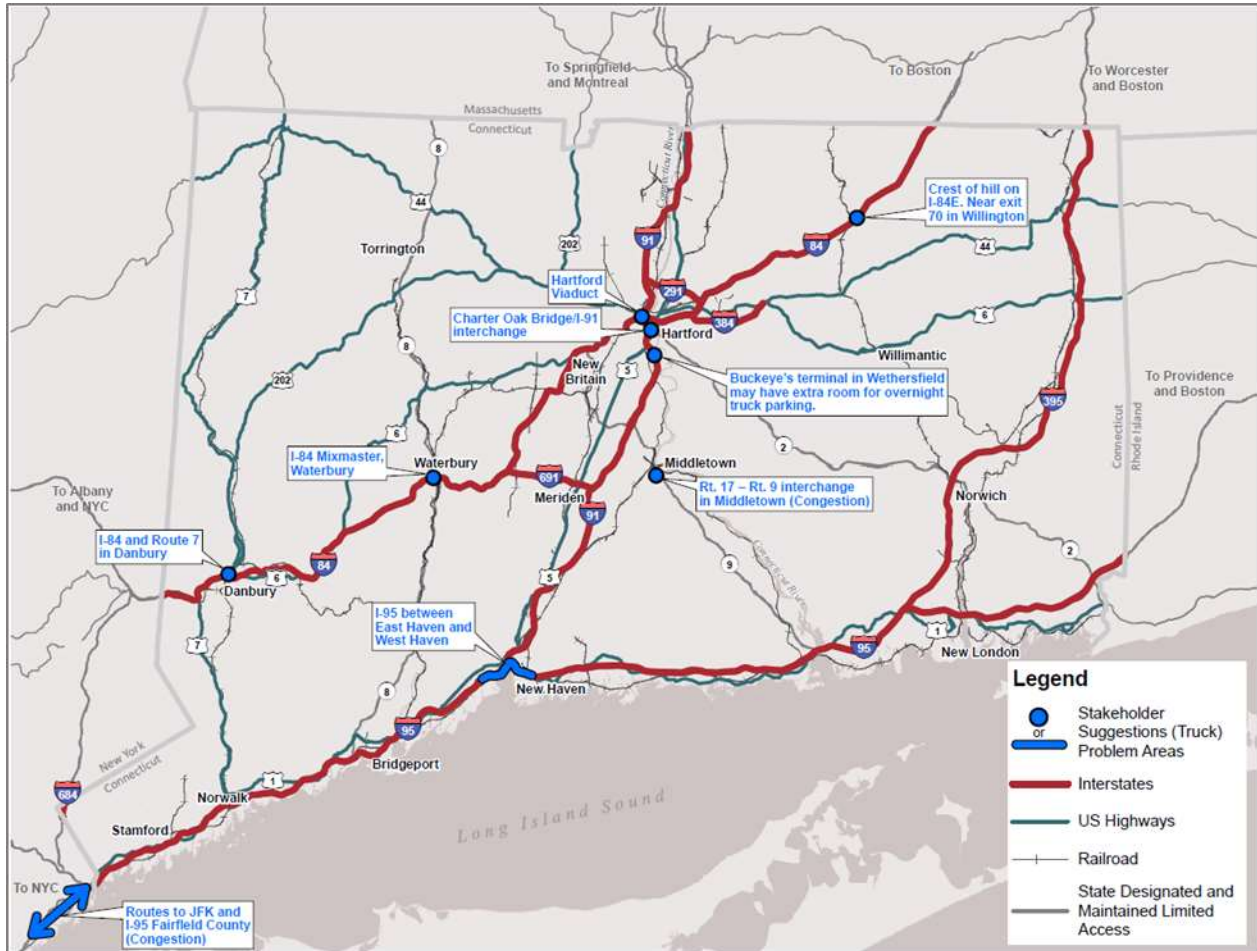 To Springfield
and Montreal
To Boston
To Worcester
and Boston
Massachusetts
Connecticut
8
Connecticut River
44
Crest of hill on
I-84E. Near exit
70 in Willington
Torrington
202
91
84
44
7
Hartford
Viaduct
291
Charter Oak Bridge/I-91
interchange
Hartford
384
6
8
New
Britain
5
Willimantic
202
Buckeye's terminal in Wethersfield
may have extra room for overnight
truck parking.
To Providence
and Boston
395
Connecticut
Rhode Island
6
2
I-84 Mixmaster,
Waterbury
Waterbury
Middletown
691
Meriden
Rt. 17 – Rt. 9 interchange
in Middletown (Congestion)
Norwich
To Albany
and NYC
91
I-84 and Route 7
in Danbury
84
6
Danbury
5
9
Connecticut River
2
I-95 between
East Haven and
West Haven
7
95
1
New London
New Haven
8
95
New York
Connecticut
Bridgeport
684
1
Norwalk
Stamford
Long Island Sound
To NYC
Routes to JFK and
I-95 Fairfield County
(Congestion)
Legend
or
Stakeholder
Suggestions (Truck)
Problem Areas
Interstates
US Highways
Railroad
State Designated and
Maintained Limited
Access